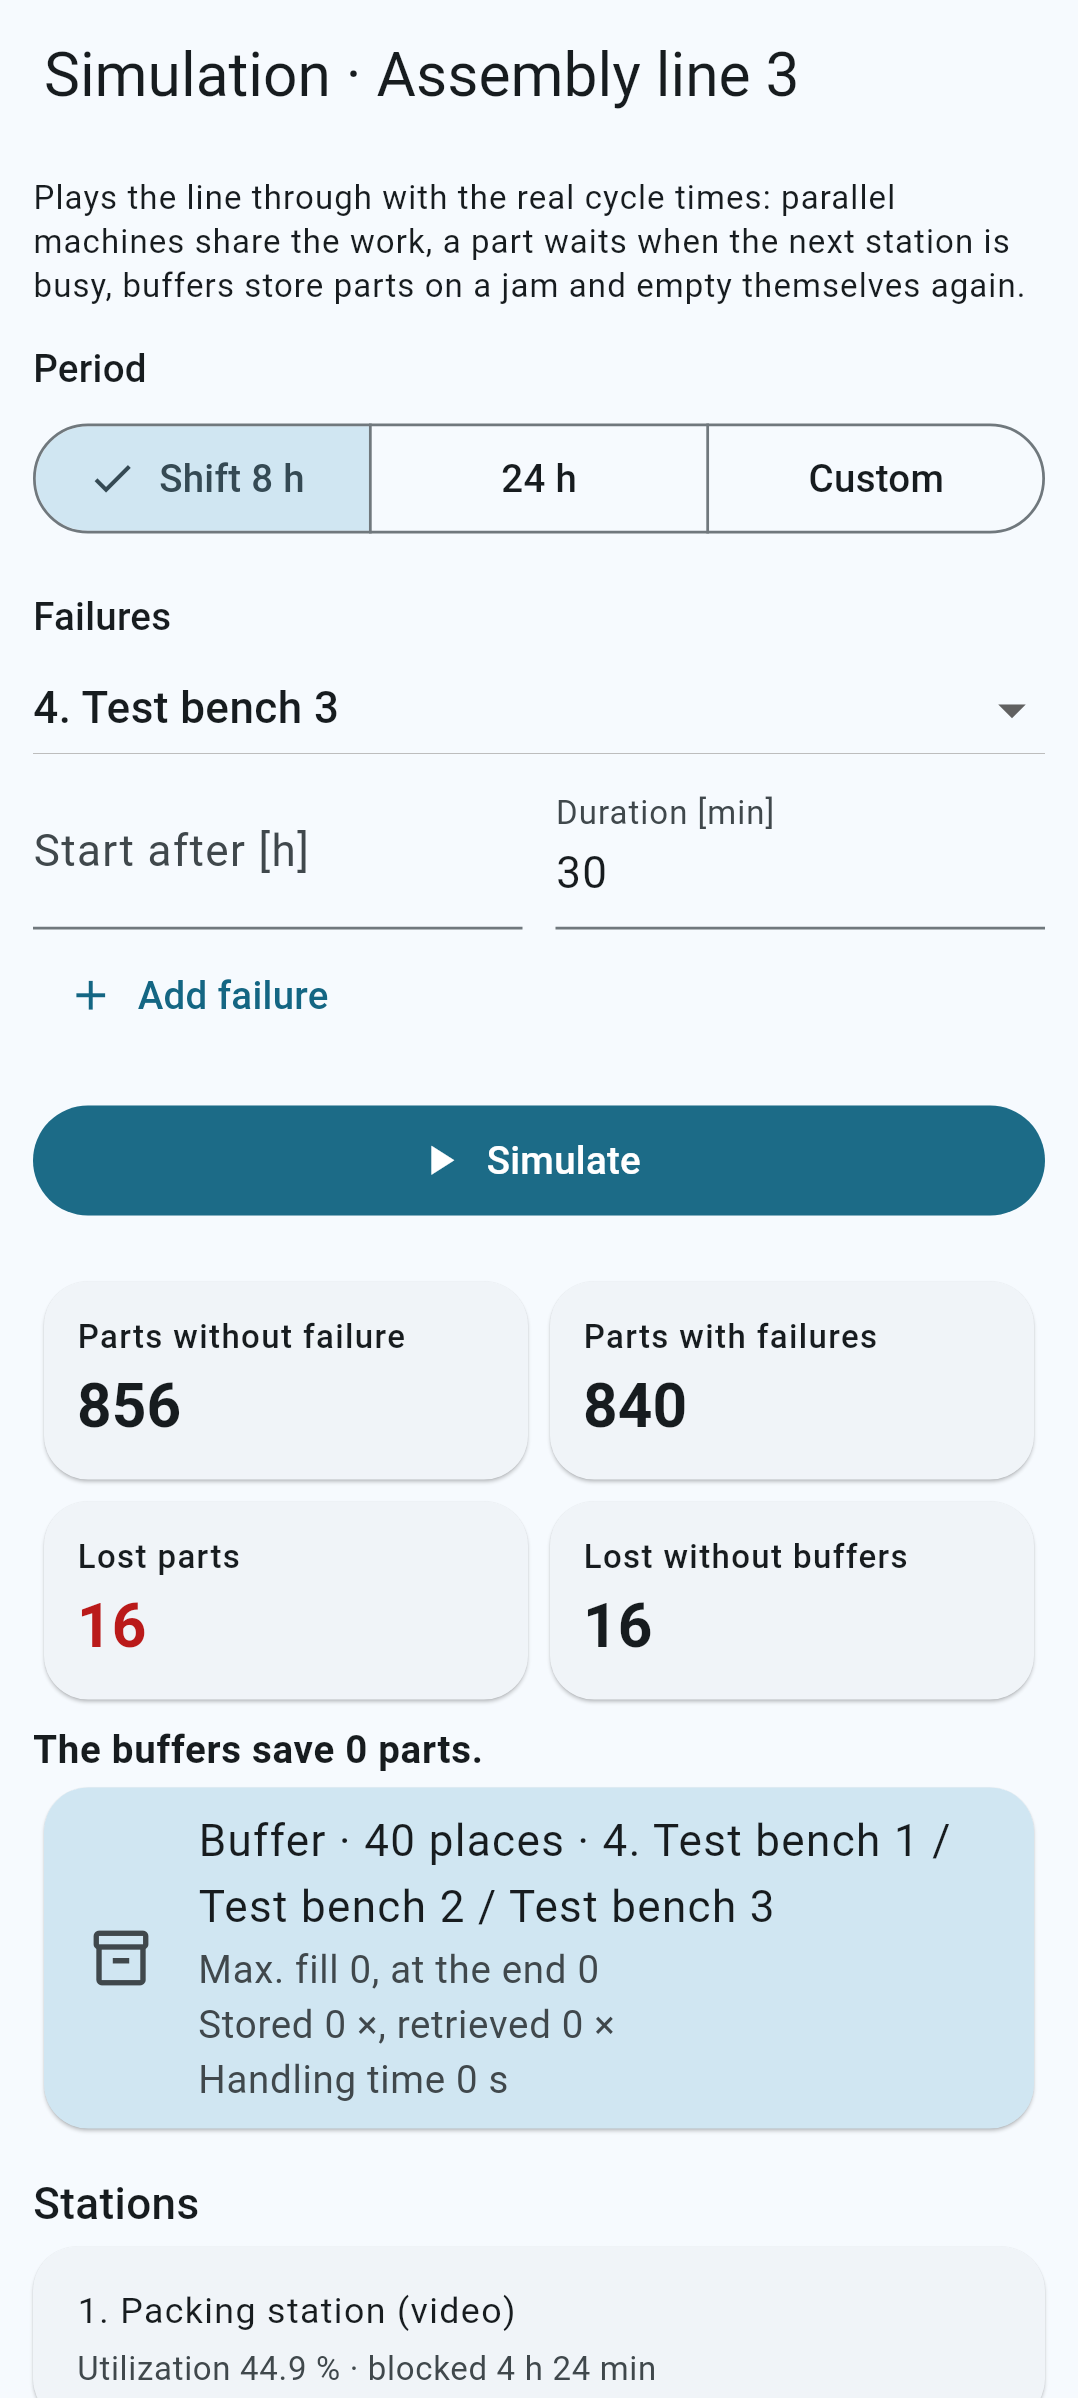 Simulation · Assembly line 3
Plays the line through with the real cycle times: parallel
machines share the work, a part waits when the next station is
busy, buffers store parts on a jam and empty themselves again.
Period
Shift 8 h
24 h
Custom
Failures
4. Test bench 3
Start after [h]
Duration [min]
30
Add failure
Simulate
Parts without failure
856
Parts with failures
840
Lost parts
16
Lost without buffers
16
The buffers save 0 parts.
Buffer · 40 places · 4. Test bench 1 /
Test bench 2 / Test bench 3
Max. fill 0, at the end 0
Stored 0 ×, retrieved 0 ×
Handling time 0 s
Stations
1. Packing station (video)
Utilization 44.9 % · blocked 4 h 24 min